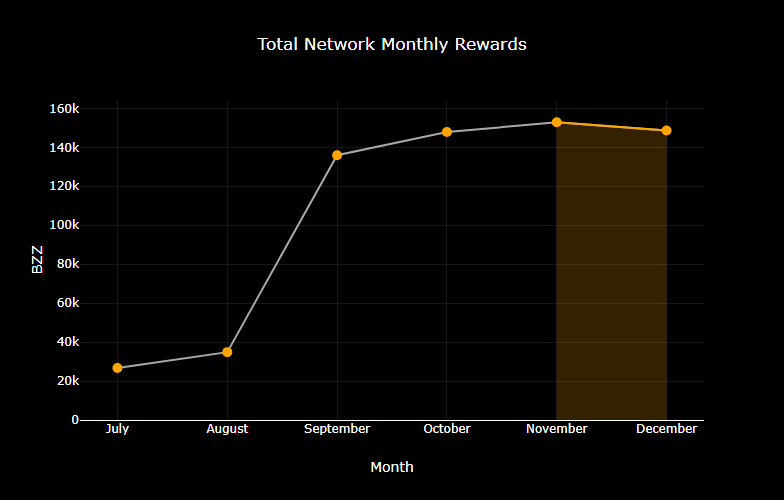 Total Network Monthly Rewards
160k
140k
120k
100k
80k
60k
40k
20k
0
BZZ
July August September October November December
Month